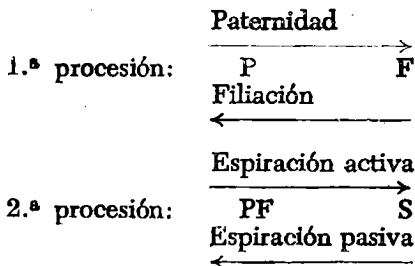 Paternidad
1.ª procesión: P F
Filiación
Espiración activa
2.ª procesión: PF S
Espiración pasiva